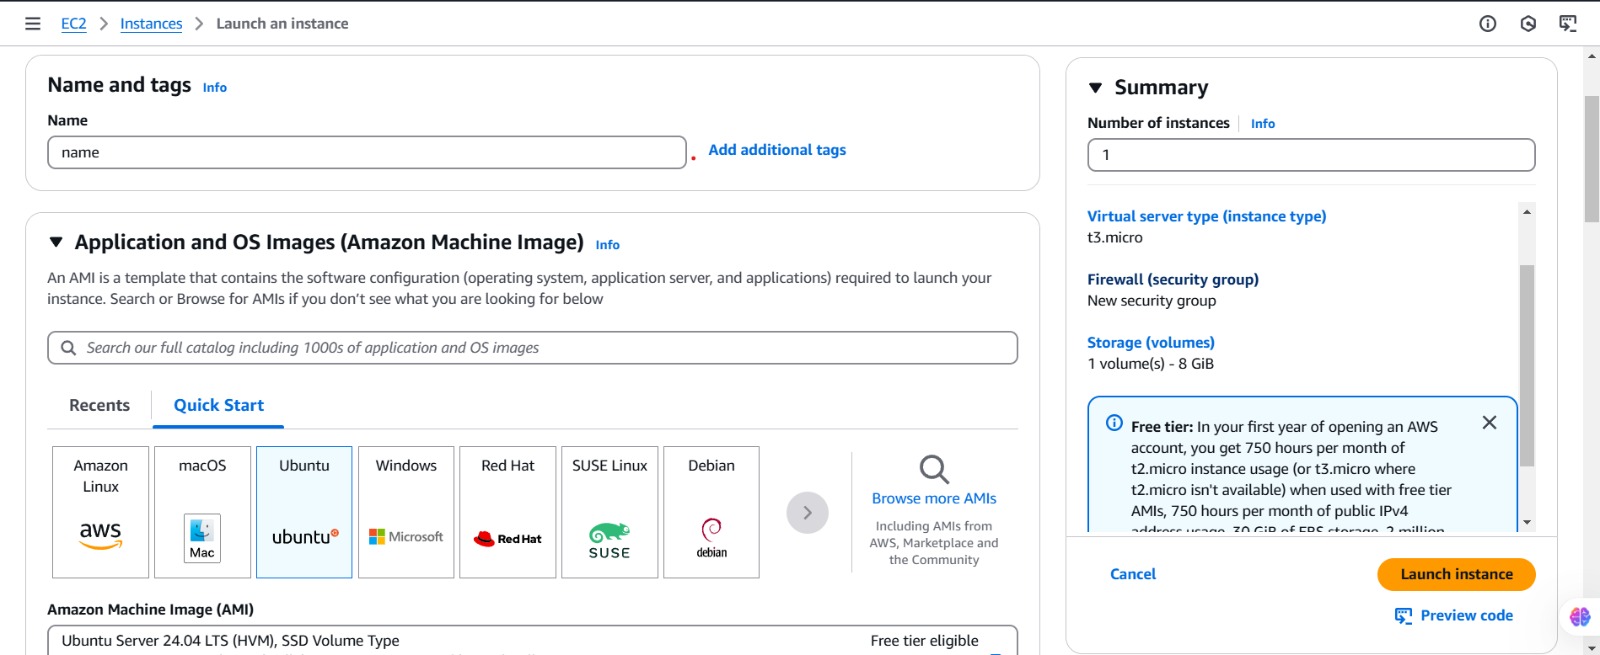 EC2 > Instances > Launch an instance
Name and tags Info
Name
name
Add additional tags
Application and OS Images (Amazon Machine Image) Info
An AMI is a template that contains the software configuration (operating system, application server, and applications) required to launch your
instance. Search or Browse for AMIs if you don't see what you are looking for below
Search our full catalog including 1000s of application and OS images
Recents
Quick Start
Amazon
Linux
aws
macOS
Mac
Ubuntu
ubuntu
Windows
Microsoft
Red Hat
Red Hat
SUSE Linux
SUSE
Debian
debian
Browse more AMIs
Including AMIs from
AWS, Marketplace and
the Community
Amazon Machine Image (AMI)
Ubuntu Server 24.04 LTS (HVM), SSD Volume Type
Free tier eligible
Summary
Number of instances Info
1
Virtual server type (instance type)
t3.micro
Firewall (security group)
New security group
Storage (volumes)
1 volume(s) - 8 GiB
Free tier: In your first year of opening an AWS
account, you get 750 hours per month of
t2.micro instance usage (or t3.micro where
t2.micro isn't available) when used with free tier
AMIs, 750 hours per month of public IPv4
address usage, 30 GiB of EBS storage, 2 million
Cancel
Launch instance
Preview code